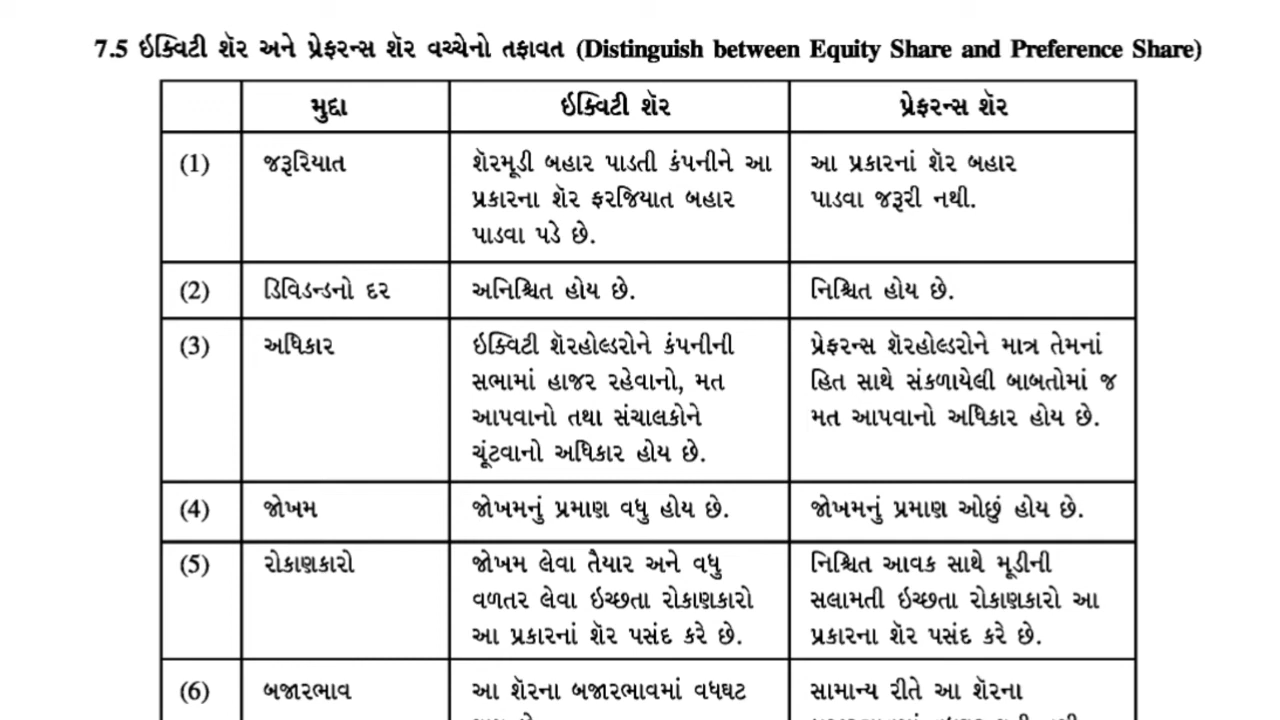 7.5 ઇક્વિટી શૅર અને પ્રેફરન્સ શૅર વચ્ચેનો તફાવત (Distinguish between Equity Share and Preference Share)
મુદ્દા ઇક્વિટી શૅર પ્રેફરન્સ શૅર
(1) જરૂરિયાત શૅરમૂડી બહાર પાડતી કંપનીને આ આ પ્રકારનાં શૅર બહાર
પ્રકારના શૅર ફરજિયાત બહાર પાડવા જરૂરી નથી.
પાડવા પડે છે.
(2) ડિવિડન્ડનો દર અનિશ્ચિત હોય છે. નિશ્ચિત હોય છે.
(3) અધિકાર ઇક્વિટી શૅરહોલ્ડરોને કંપનીની પ્રેફરન્સ શૅરહોલ્ડરોને માત્ર તેમનાં
સભામાં હાજર રહેવાનો, મત હિત સાથે સંકળાયેલી બાબતોમાં જ
આપવાનો તથા સંચાલકોને મત આપવાનો અધિકાર હોય છે.
ચૂંટવાનો અધિકાર હોય છે.
(4) જોખમ જોખમનું પ્રમાણ વધુ હોય છે. જોખમનું પ્રમાણ ઓછું હોય છે.
(5) રોકાણકારો જોખમ લેવા તૈયાર અને વધુ નિશ્ચિત આવક સાથે મૂડીની
વળતર લેવા ઇચ્છતા રોકાણકારો સલામતી ઇચ્છતા રોકાણકારો આ
આ પ્રકારનાં શૅર પસંદ કરે છે. પ્રકારના શૅર પસંદ કરે છે.
(6) બજારભાવ આ શૅરના બજારભાવમાં વધઘટ સામાન્ય રીતે આ શૅરના